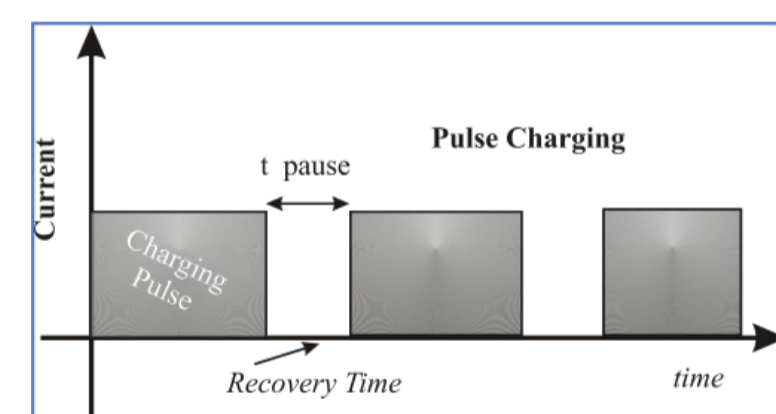 Pulse Charging
t pause
Current
Charging
Pulse
Recovery Time
time